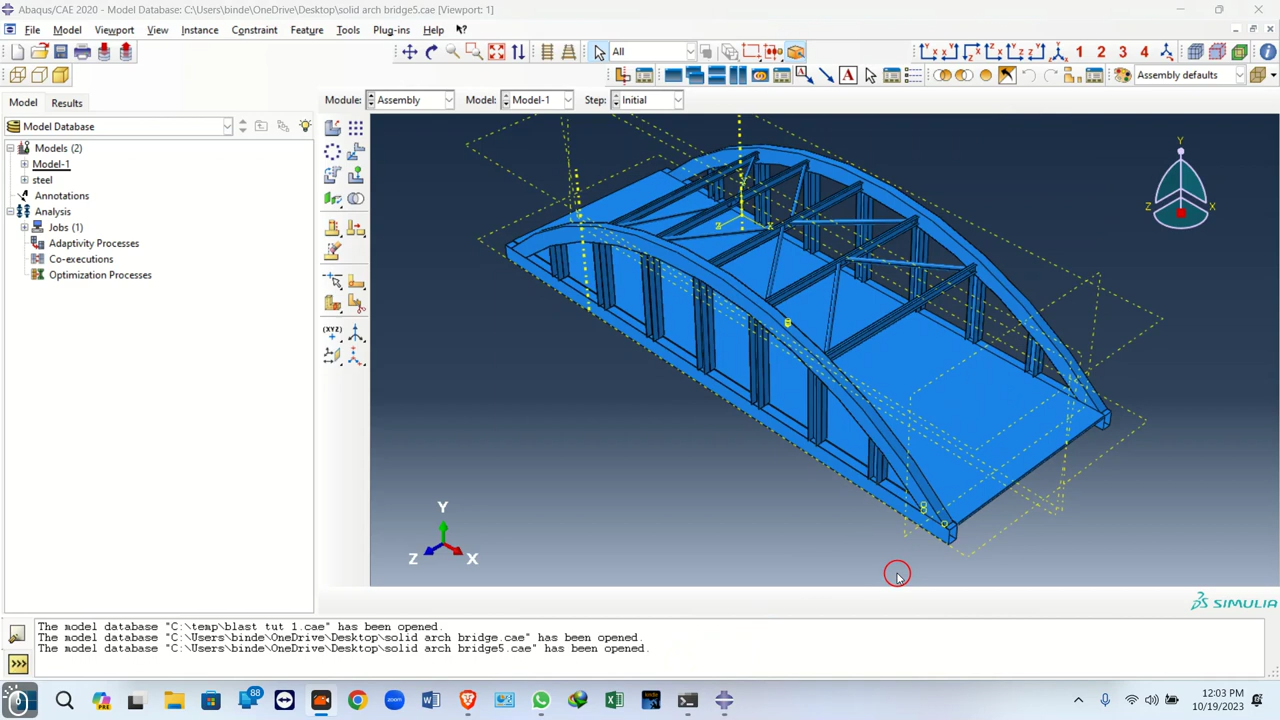 Abaqus/CAE 2020 - Model Database: C:\Users\binde\OneDrive\Desktop\solid arch bridge5.cae [Viewport: 1]
File Model Viewport View Instance Constraint Feature Tools Plug-ins Help
All
1 2 3 4
A
Assembly defaults
Model Results
Module: Assembly Model: Model-1 Step: Initial
Model Database
Models (2)
Model-1
steel
Annotations
Analysis
Jobs (1)
Adaptivity Processes
Co-executions
Optimization Processes
Y
Z X
Z X
Y
Z X
SIMULIA
The model database "C:\temp\blast tut 1.cae" has been opened.
The model database "C:\Users\binde\OneDrive\Desktop\solid arch bridge.cae" has been opened.
The model database "C:\Users\binde\OneDrive\Desktop\solid arch bridge5.cae" has been opened.
>>>
PRE
88
zoom
kindle
12:03 PM
10/19/2023